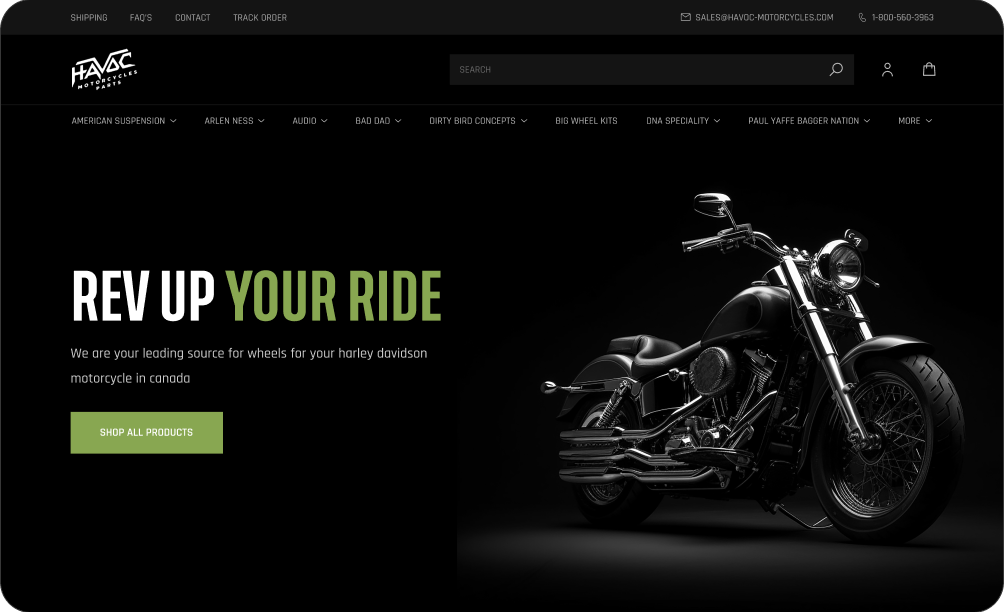 SHIPPING FAQ'S CONTACT TRACK ORDER SALES@HAVOC-MOTORCYCLES.COM 1-800-560-3963
HAVOC
MOTORCYCLES
PARTS
SEARCH
AMERICAN SUSPENSION ARLEN NESS AUDIO BAD DAD DIRTY BIRD CONCEPTS BIG WHEEL KITS DNA SPECIALITY PAUL YAFFE BAGGER NATION MORE
REV UP YOUR RIDE
We are your leading source for wheels for your harley davidson
motorcycle in canada
SHOP ALL PRODUCTS